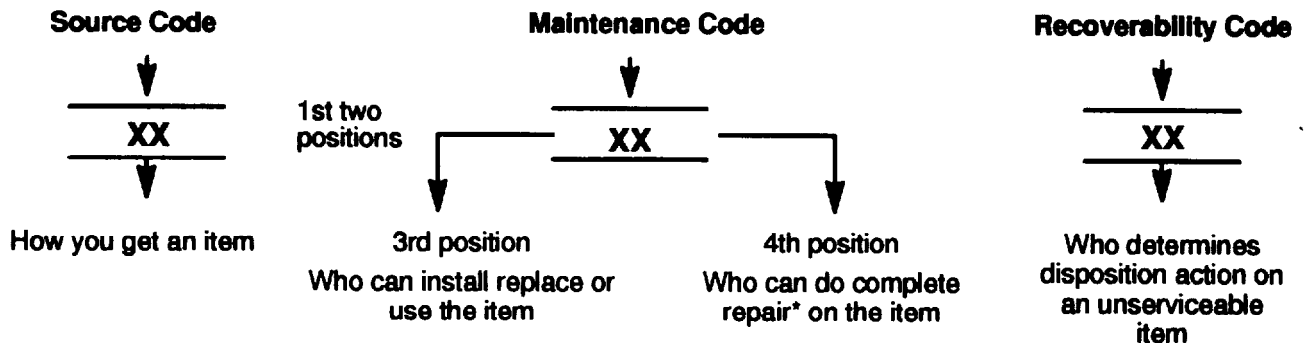 Source Code
Maintenance Code
Recoverability Code
XX
1st two
positions
XX
XX
How you get an item
3rd position
Who can install replace or
use the item
4th position
Who can do complete
repair* on the item
Who determines
disposition action on
an unserviceable
item